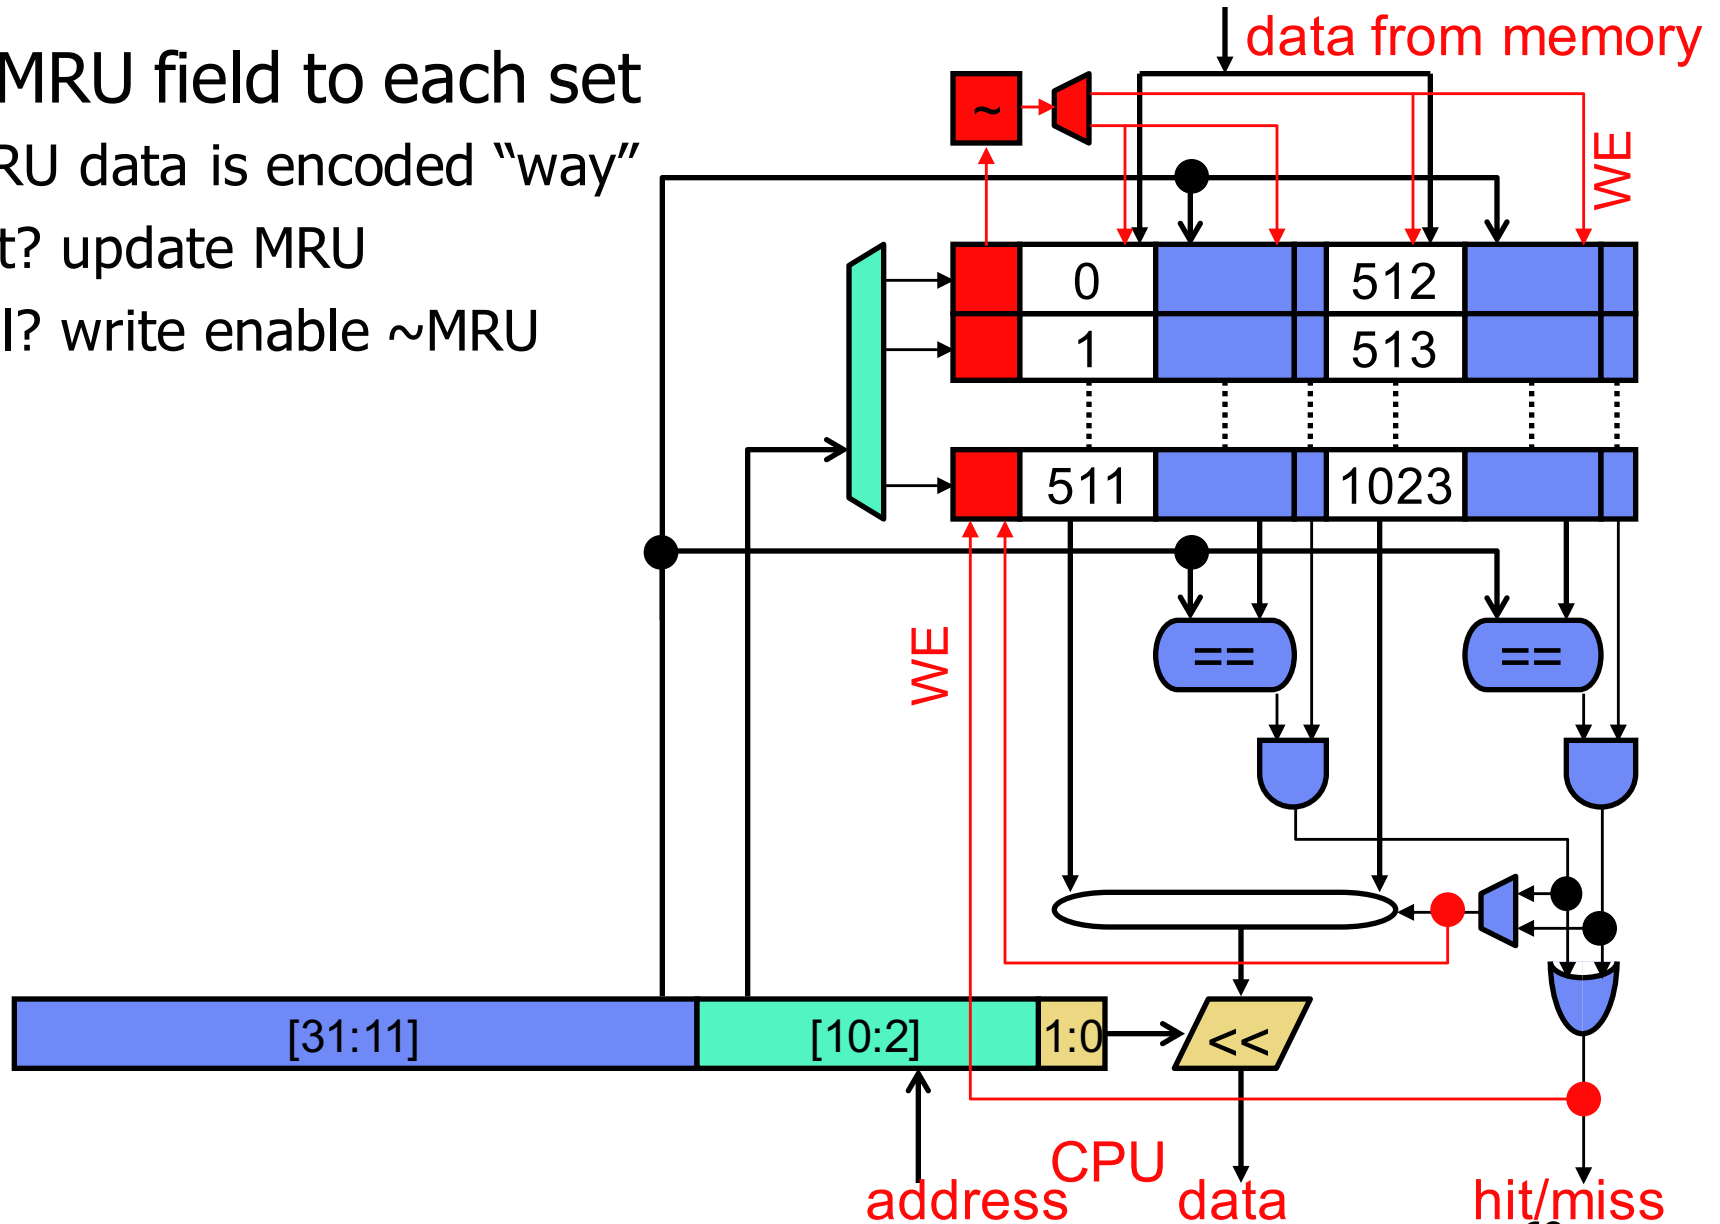 data from memory
MRU field to each set
RU data is encoded “way”
t? update MRU
l? write enable ~MRU
~
WE
0 512
1 513
511 1023
== ==
WE
[31:11] [10:2] 1:0 <<
CPU
address data hit/miss